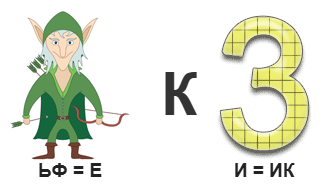 К 3
ЬФ = Е И = ИК